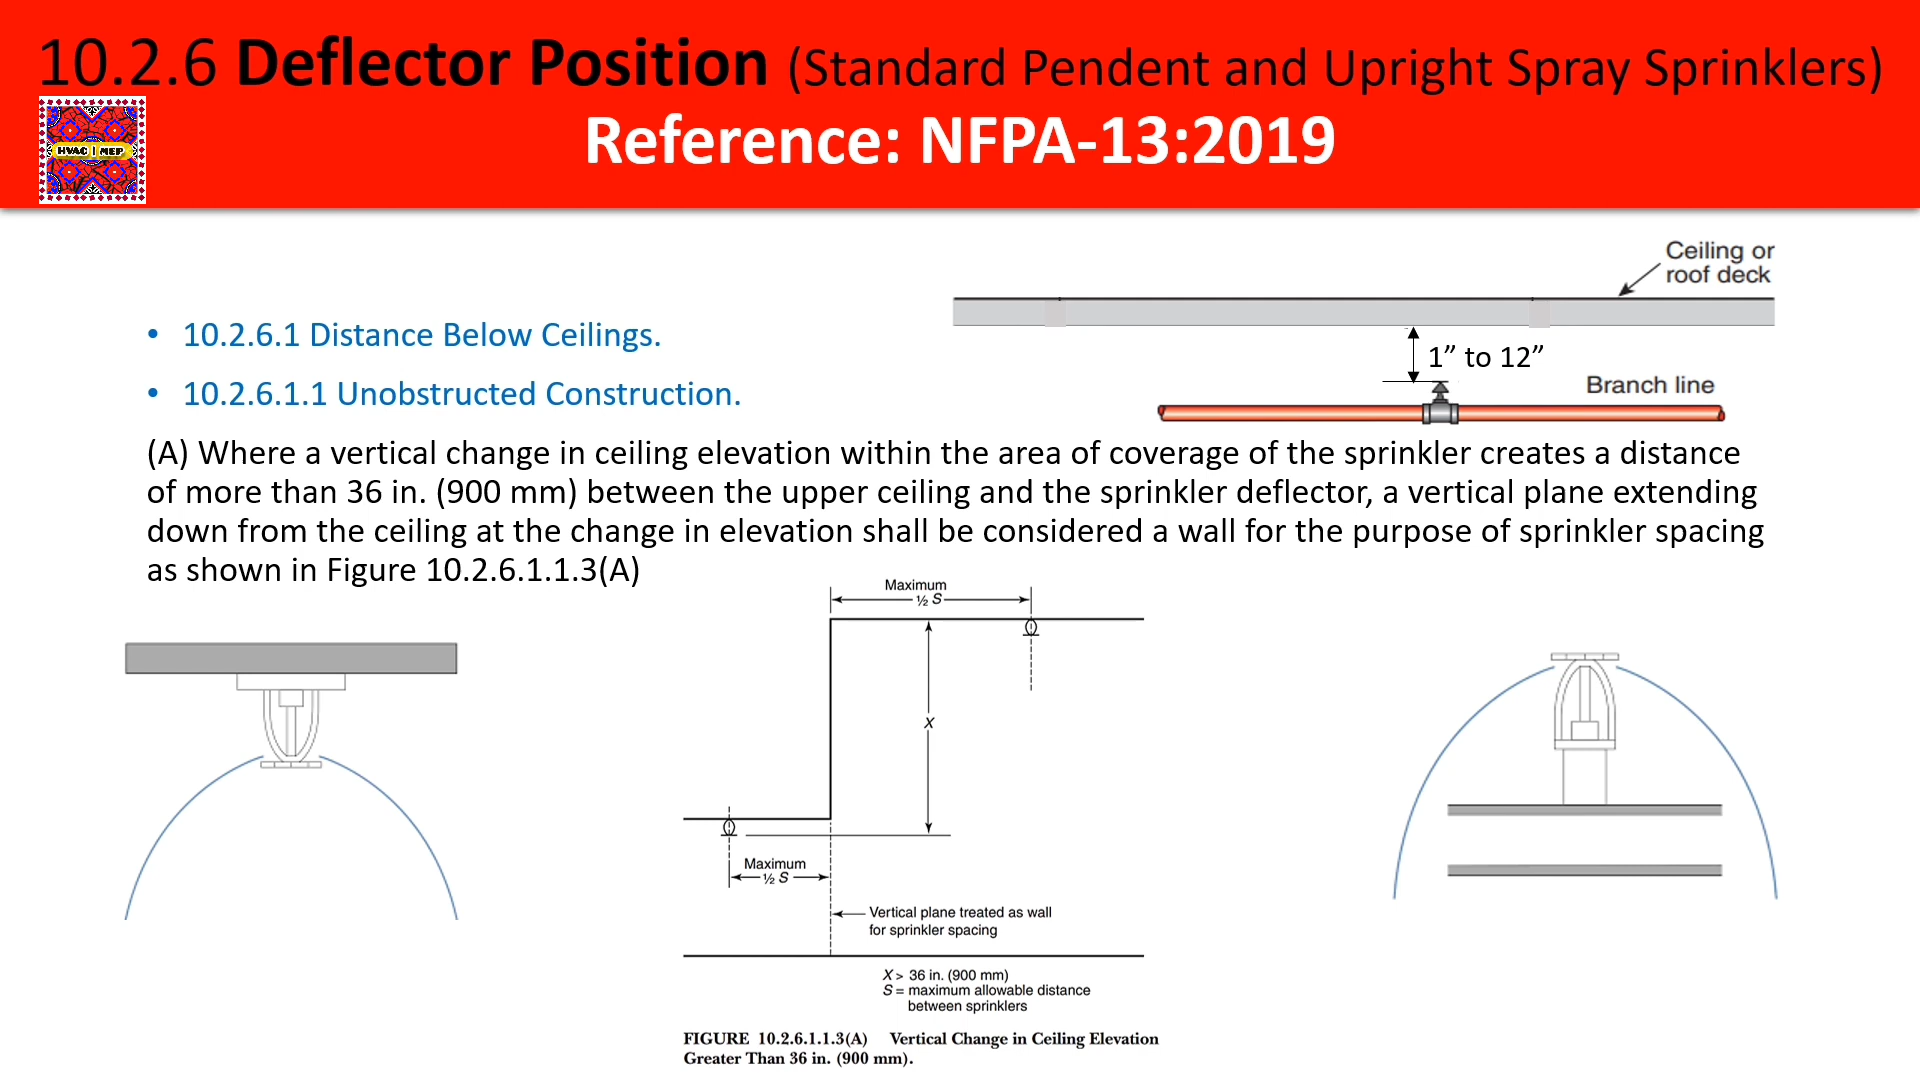 10.2.6 Deflector Position (Standard Pendent and Upright Spray Sprinklers)
Reference: NFPA-13:2019
HVAC | MEP
Ceiling or
roof deck
• 10.2.6.1 Distance Below Ceilings.
1” to 12”
Branch line
• 10.2.6.1.1 Unobstructed Construction.
(A) Where a vertical change in ceiling elevation within the area of coverage of the sprinkler creates a distance
of more than 36 in. (900 mm) between the upper ceiling and the sprinkler deflector, a vertical plane extending
down from the ceiling at the change in elevation shall be considered a wall for the purpose of sprinkler spacing
as shown in Figure 10.2.6.1.1.3(A)
Maximum
½ S
X
Maximum
½ S
Vertical plane treated as wall
for sprinkler spacing
X > 36 in. (900 mm)
S = maximum allowable distance
between sprinklers
FIGURE 10.2.6.1.1.3(A) Vertical Change in Ceiling Elevation
Greater Than 36 in. (900 mm).